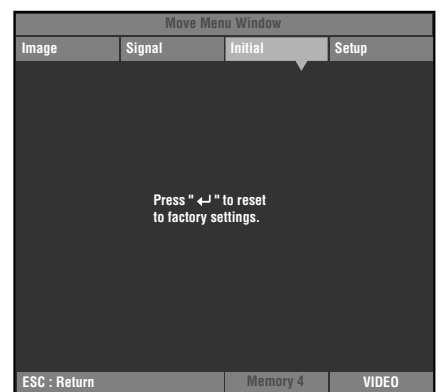 Move Menu Window
Image Signal Initial Setup
Press " ↵ " to reset
to factory settings.
ESC : Return Memory 4 VIDEO